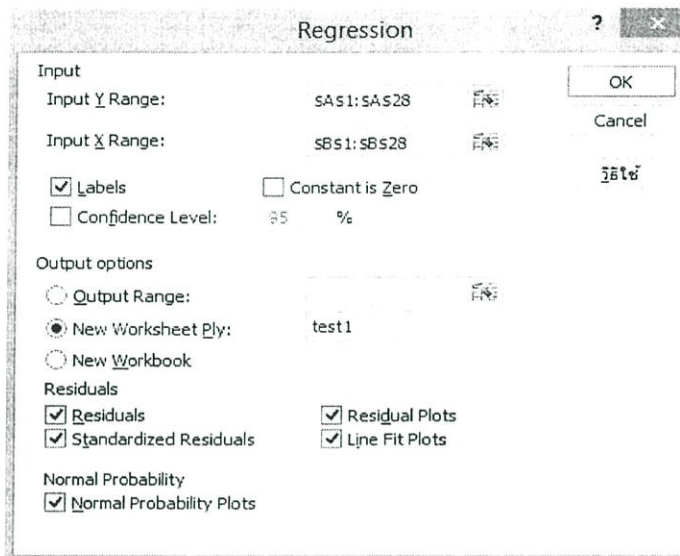 Regression
?
Input
Input Y Range: $A$1:$A$28
Input X Range: $B$1:$B$28
Labels Constant is Zero
Confidence Level: 95 %
Output options
Output Range:
New Worksheet Ply: test1
New Workbook
Residuals
Residuals Residual Plots
Standardized Residuals Line Fit Plots
Normal Probability
Normal Probability Plots
OK
Cancel
วิธีใช้